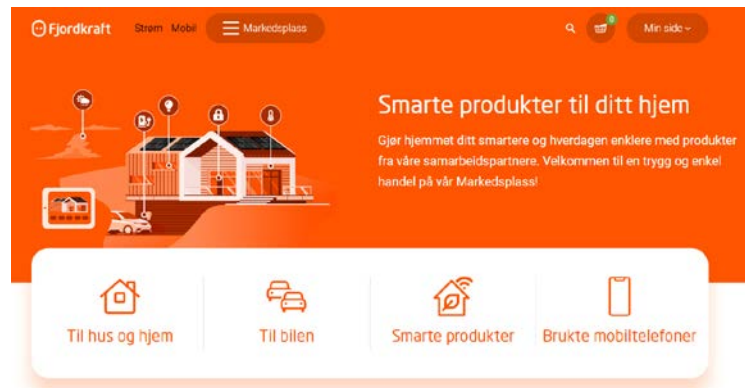 Fjordkraft Strøm Mobil Markedsplass 0 Min side
Smarte produkter til ditt hjem
Gjør hjemmet ditt smartere og hverdagen enklere med produkter
fra våre samarbeidspartnere. Velkommen til en trygg og enkel
handel på vår Markedsplass!
Til hus og hjem
Til bilen
Smarte produkter
Brukte mobiltelefoner